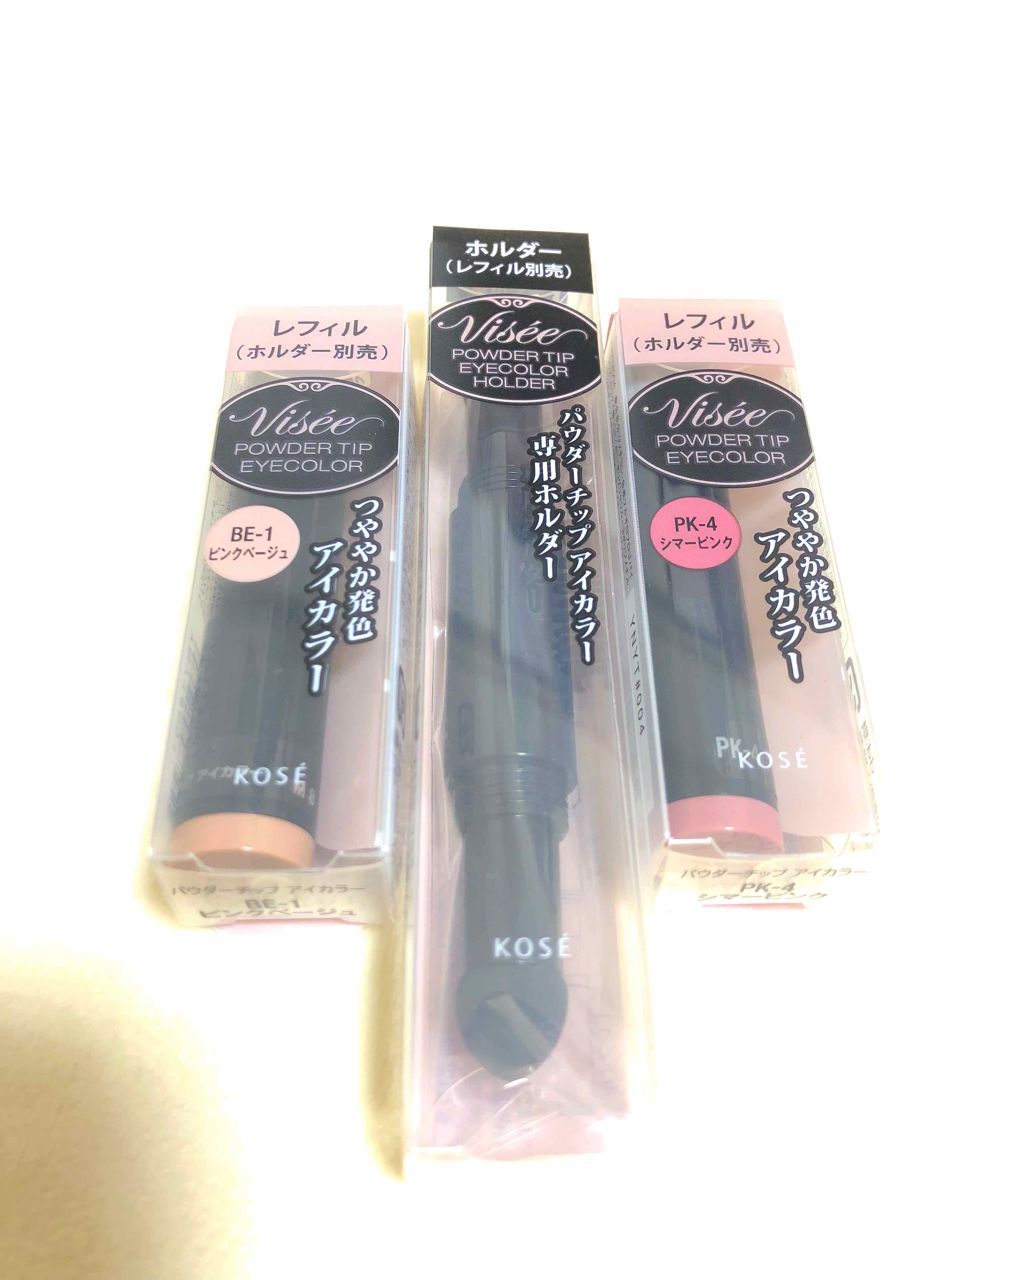 レフィル
（ホルダー別売）
Visée
POWDER TIP
EYECOLOR
BE-1
ピンクベージュ
つややか発色
アイカラー
KOSÉ
パウダーチップ アイカラー
BE-1
ピンクベージュ
ホルダー
（レフィル別売）
Visée
POWDER TIP
EYECOLOR
HOLDER
パウダーチップ アイカラー
専用ホルダー
KOSÉ
レフィル
（ホルダー別売）
Visée
POWDER TIP
EYECOLOR
PK-4
シマーピンク
つややか発色
アイカラー
KOSÉ
パウダーチップ アイカラー
PK-4
シマーピンク